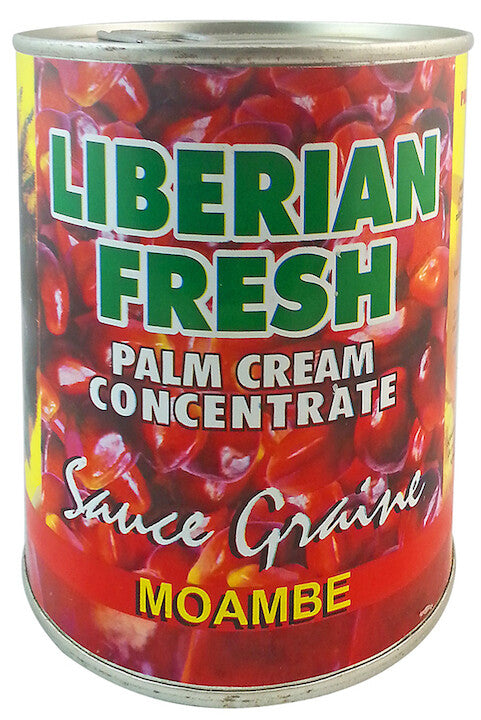 LIBERIAN
FRESH
PALM CREAM
CONCENTRATE
Sauce Graine
MOAMBE